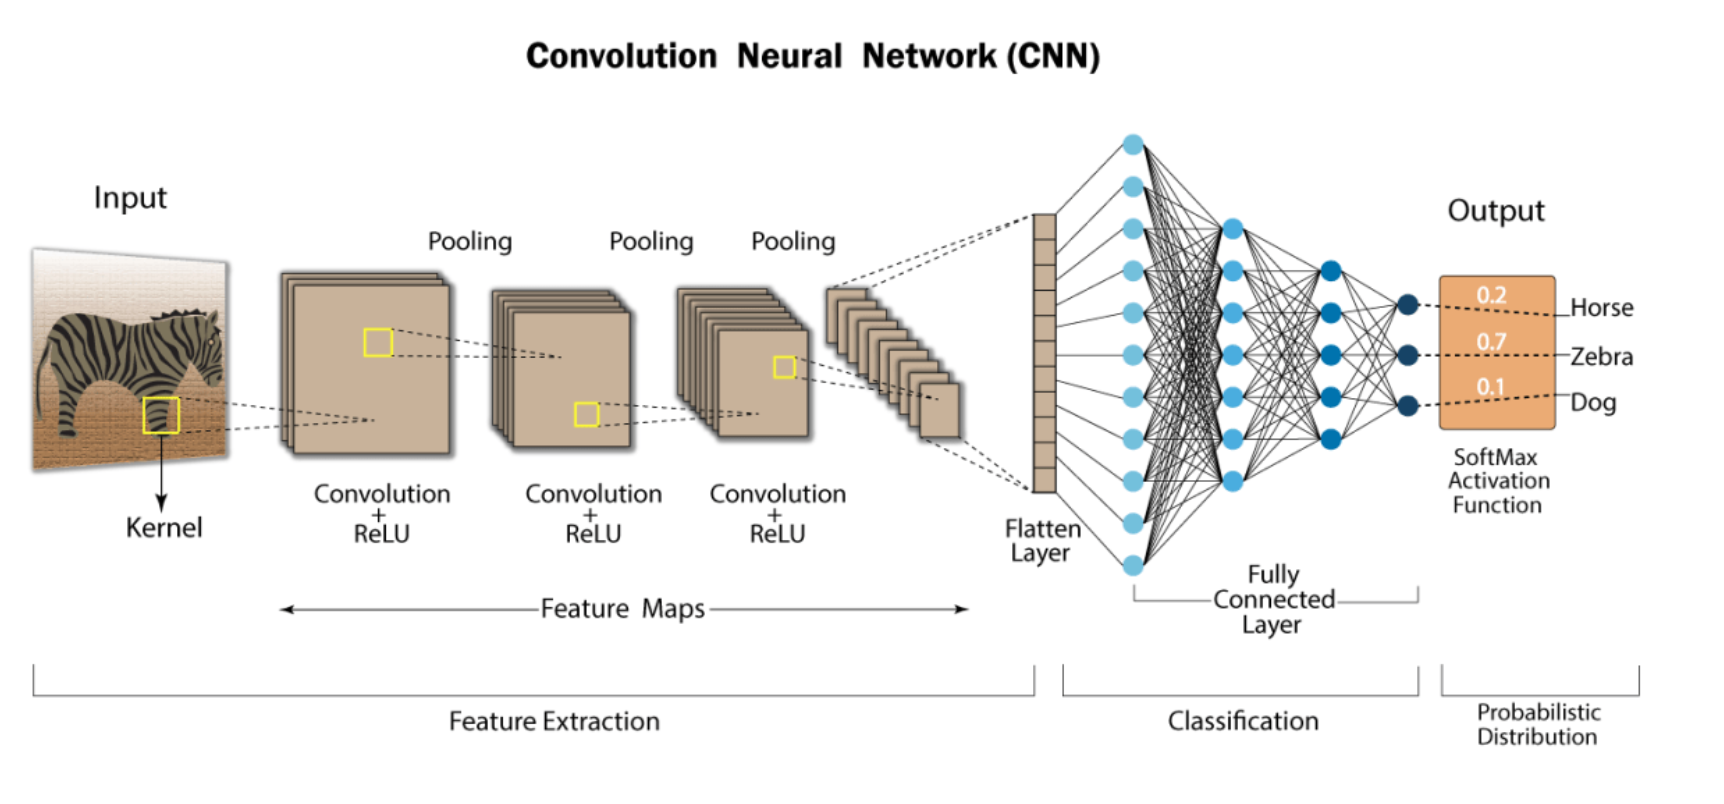 Convolution Neural Network (CNN)
Input
Output
Pooling
Pooling
Pooling
0.2
Horse
0.7
Zebra
0.1
Dog
SoftMax
Activation
Function
Kernel
Convolution
+
ReLU
Convolution
+
ReLU
Convolution
+
ReLU
Flatten
Layer
Fully
Connected
Layer
Feature Maps
Feature Extraction
Classification
Probabilistic
Distribution